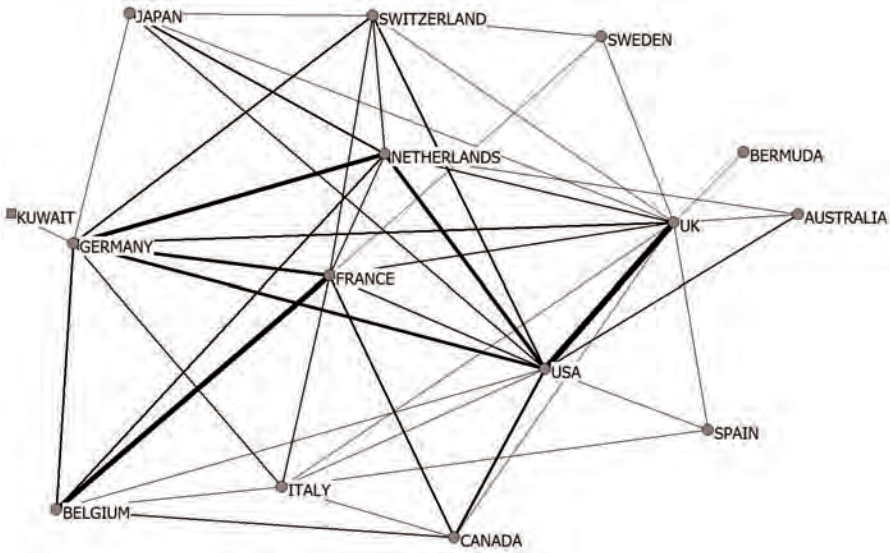 JAPAN
SWITZERLAND
SWEDEN
NETHERLANDS
BERMUDA
KUWAIT
AUSTRALIA
UK
GERMANY
FRANCE
USA
SPAIN
ITALY
BELGIUM
CANADA